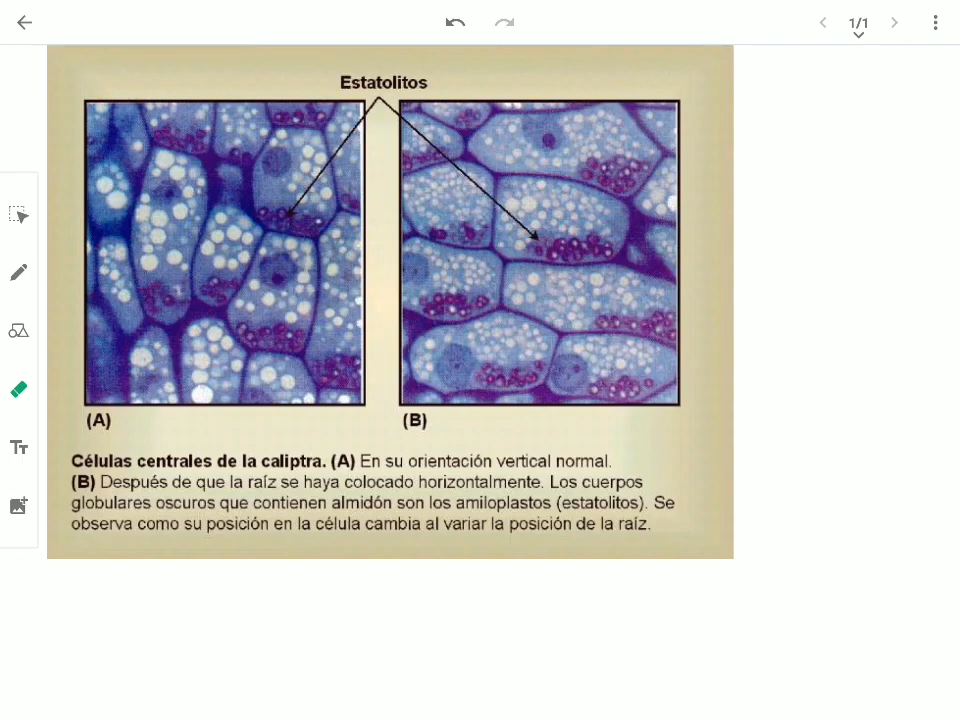 1/1
Estatolitos
(A)
(B)
Células centrales de la caliptra. (A) En su orientación vertical normal.
(B) Después de que la raíz se haya colocado horizontalmente. Los cuerpos
globulares oscuros que contienen almidón son los amiloplastos (estatolitos). Se
observa como su posición en la célula cambia al variar la posición de la raíz.
Tт